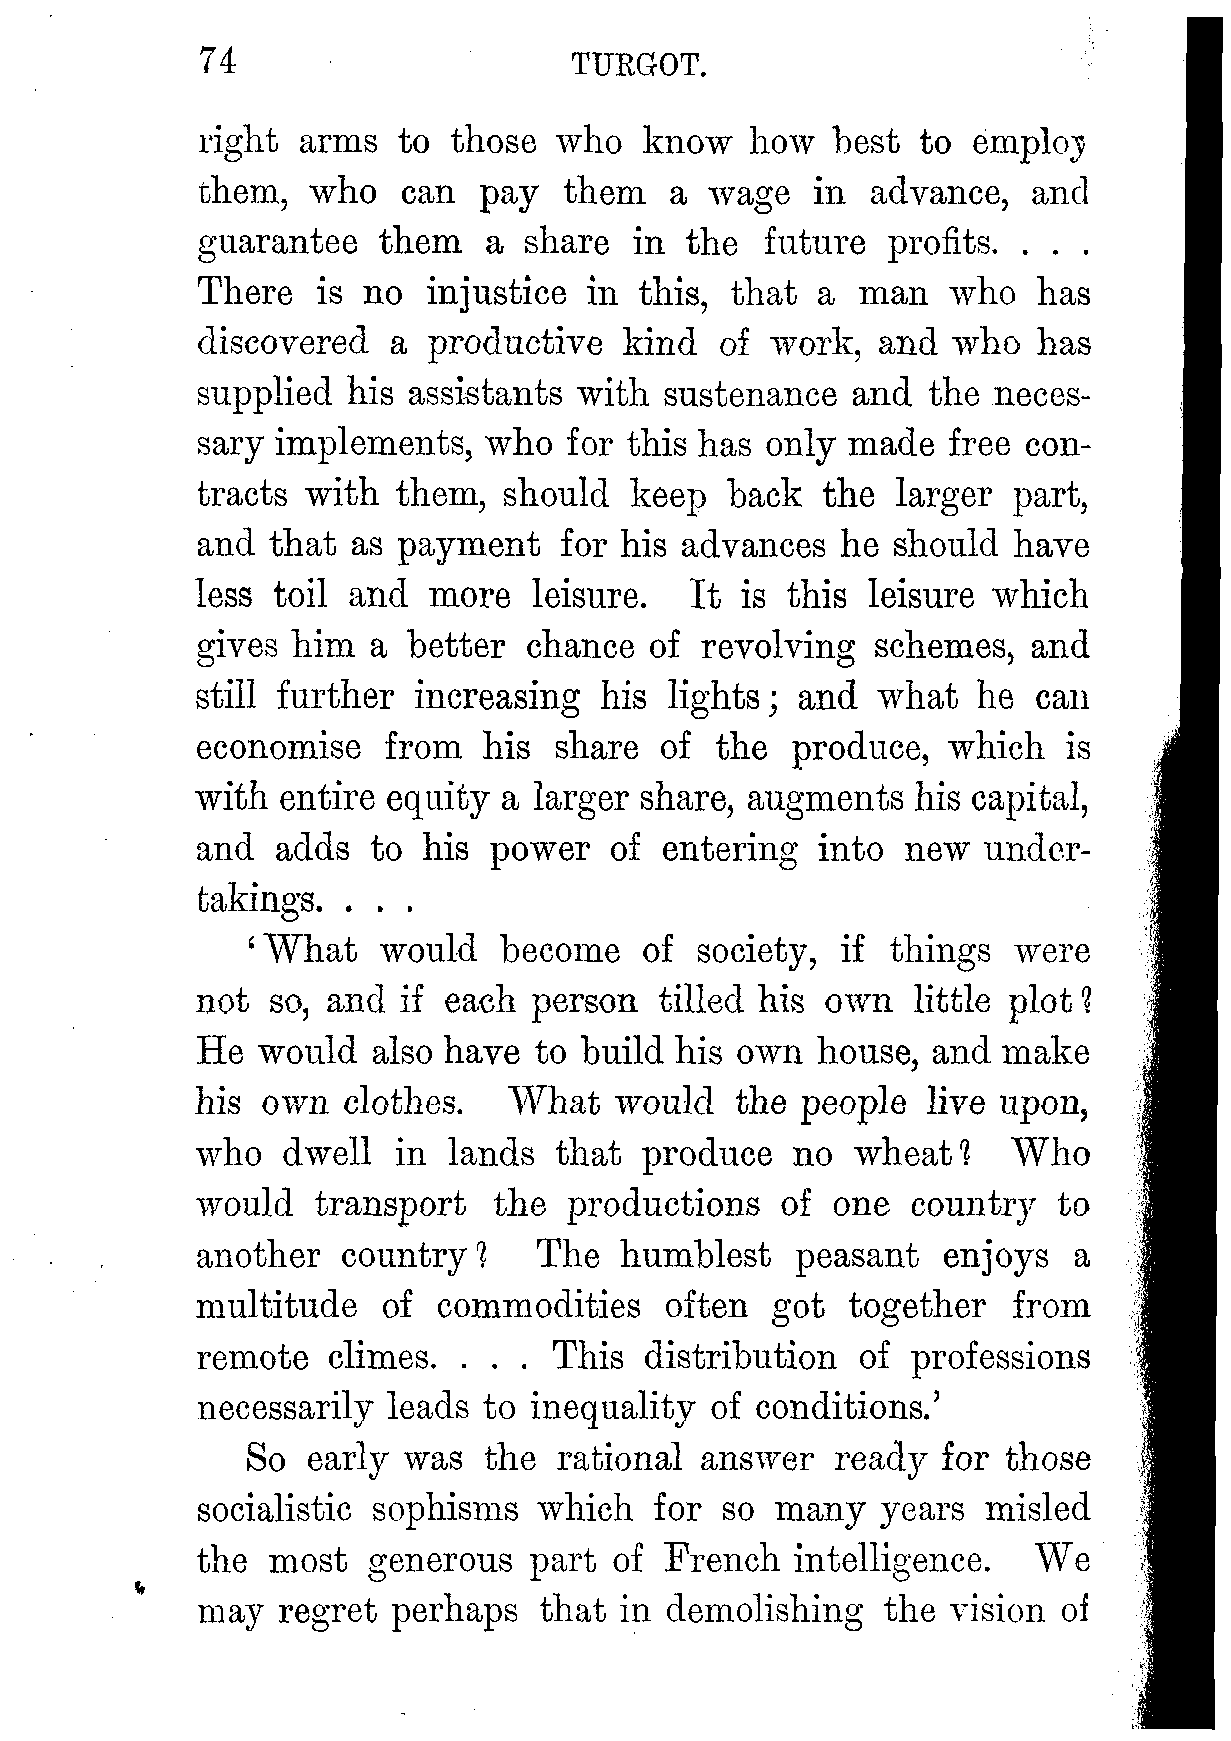 74 TURGOT.
right arms to those who know how best to employ
them, who can pay them a wage in advance, and
guarantee them a share in the future profits. . . .
There is no injustice in this, that a man who has
discovered a productive kind of work, and who has
supplied his assistants with sustenance and the neces-
sary implements, who for this has only made free con-
tracts with them, should keep back the larger part,
and that as payment for his advances he should have
less toil and more leisure. It is this leisure which
gives him a better chance of revolving schemes, and
still further increasing his lights; and what he can
economise from his share of the produce, which is
with entire equity a larger share, augments his capital,
and adds to his power of entering into new under-
takings. . . .
‘What would become of society, if things were
not so, and if each person tilled his own little plot?
He would also have to build his own house, and make
his own clothes. What would the people live upon,
who dwell in lands that produce no wheat? Who
would transport the productions of one country to
another country? The humblest peasant enjoys a
multitude of commodities often got together from
remote climes. . . . This distribution of professions
necessarily leads to inequality of conditions.’
So early was the rational answer ready for those
socialistic sophisms which for so many years misled
the most generous part of French intelligence. We
may regret perhaps that in demolishing the vision of